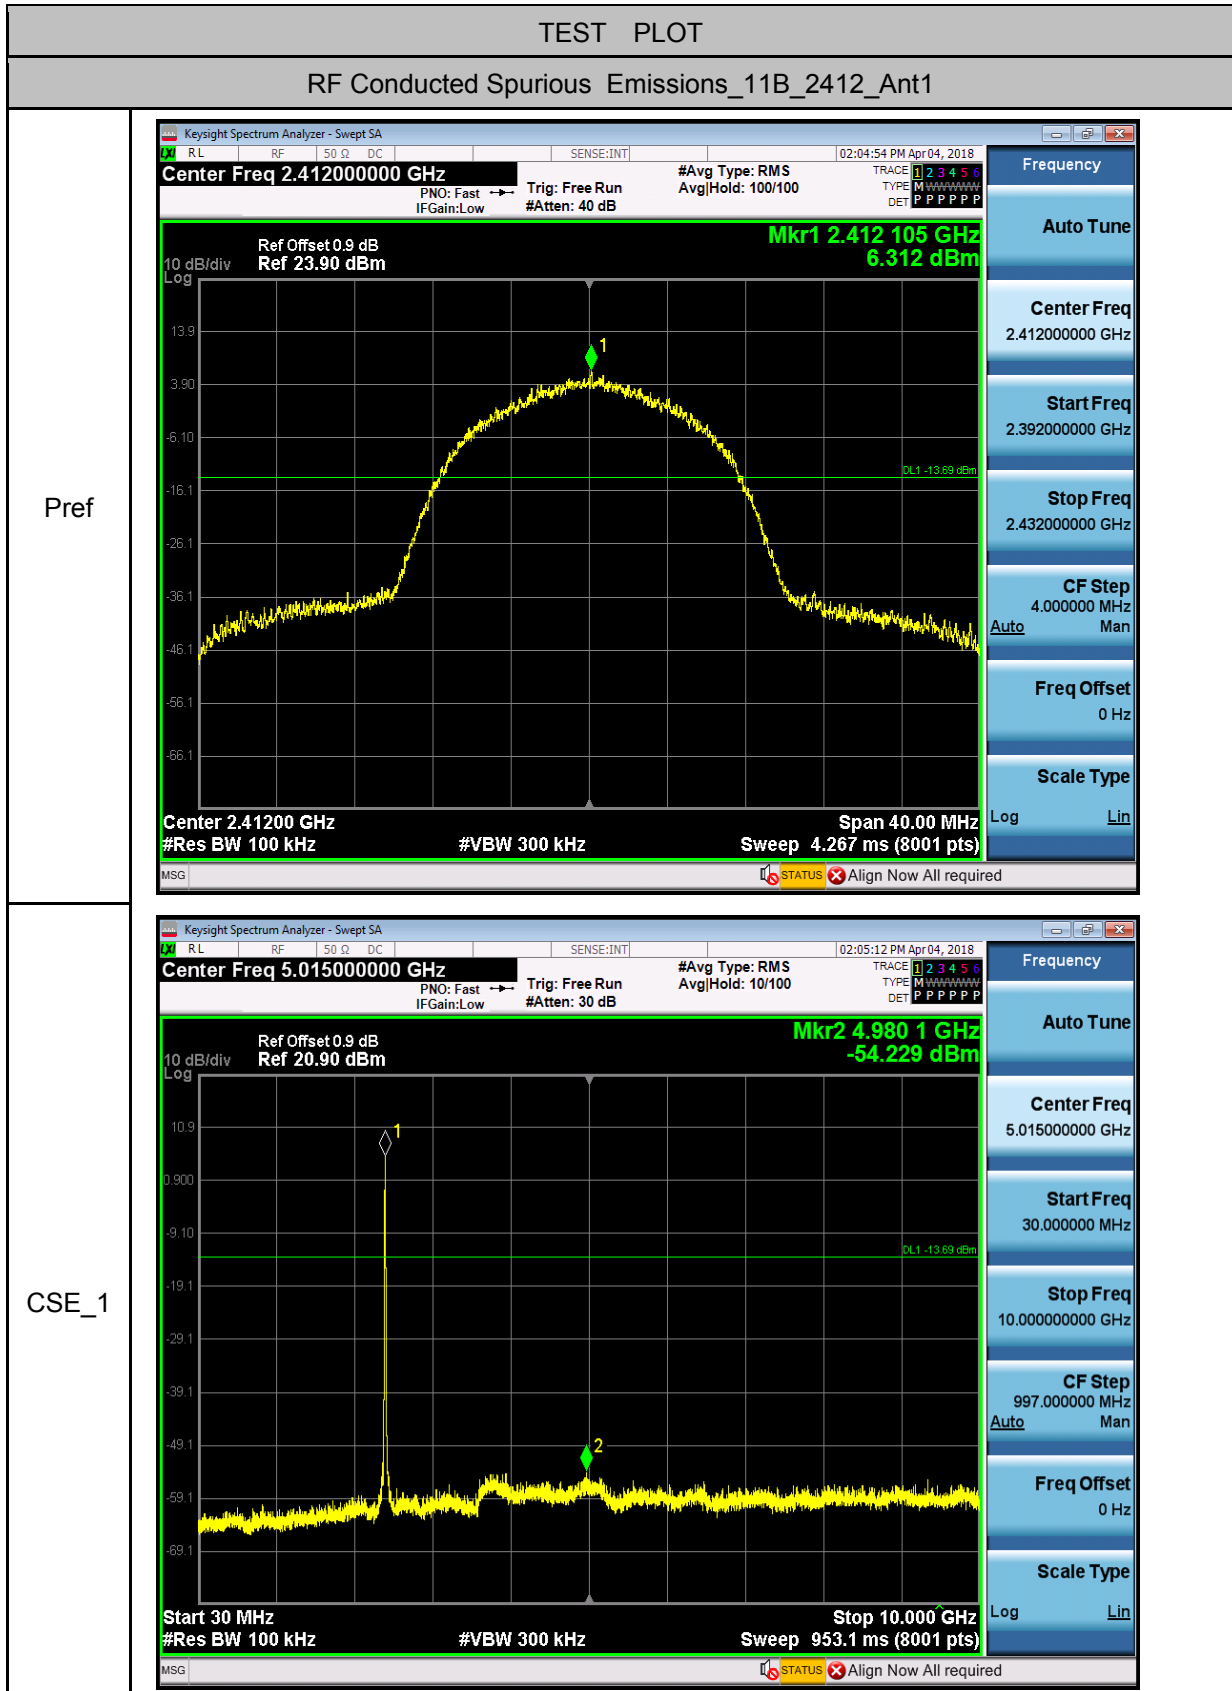 TEST PLOT
RF Conducted Spurious Emissions_11B_2412_Ant1
Pref
Keysight Spectrum Analyzer - Swept SA
LXI RL RF 50 Ω DC SENSE:INT 02:04:54 PM Apr 04, 2018
Center Freq 2.412000000 GHz
PNO: Fast
IFGain:Low
Trig: Free Run
#Atten: 40 dB
#Avg Type: RMS
Avg|Hold: 100/100
TRACE 1 2 3 4 5 6
TYPE M WWWWW
DET P P P P P P
Ref Offset 0.9 dB
10 dB/div Ref 23.90 dBm
Log
Mkr1 2.412 105 GHz
6.312 dBm
13.9
3.90
-6.10
-16.1
-26.1
-36.1
-46.1
-56.1
-66.1
1
DL1 -13.69 dBm
Center 2.41200 GHz Span 40.00 MHz
#Res BW 100 kHz #VBW 300 kHz Sweep 4.267 ms (8001 pts)
MSG STATUS Align Now All required
Frequency
Auto Tune
Center Freq
2.412000000 GHz
Start Freq
2.392000000 GHz
Stop Freq
2.432000000 GHz
CF Step
4.000000 MHz
Auto Man
Freq Offset
0 Hz
Scale Type
Log Lin
CSE_1
Keysight Spectrum Analyzer - Swept SA
LXI RL RF 50 Ω DC SENSE:INT 02:05:12 PM Apr 04, 2018
Center Freq 5.015000000 GHz
PNO: Fast
IFGain:Low
Trig: Free Run
#Atten: 30 dB
#Avg Type: RMS
Avg|Hold: 10/100
TRACE 1 2 3 4 5 6
TYPE M WWWWW
DET P P P P P P
Ref Offset 0.9 dB
10 dB/div Ref 20.90 dBm
Log
Mkr2 4.980 1 GHz
-54.229 dBm
10.9
0.900
-9.10
-19.1
-29.1
-39.1
-49.1
-59.1
-69.1
1
2
DL1 -13.69 dBm
Start 30 MHz Stop 10.000 GHz
#Res BW 100 kHz #VBW 300 kHz Sweep 953.1 ms (8001 pts)
MSG STATUS Align Now All required
Frequency
Auto Tune
Center Freq
5.015000000 GHz
Start Freq
30.000000 MHz
Stop Freq
10.000000000 GHz
CF Step
997.000000 MHz
Auto Man
Freq Offset
0 Hz
Scale Type
Log Lin